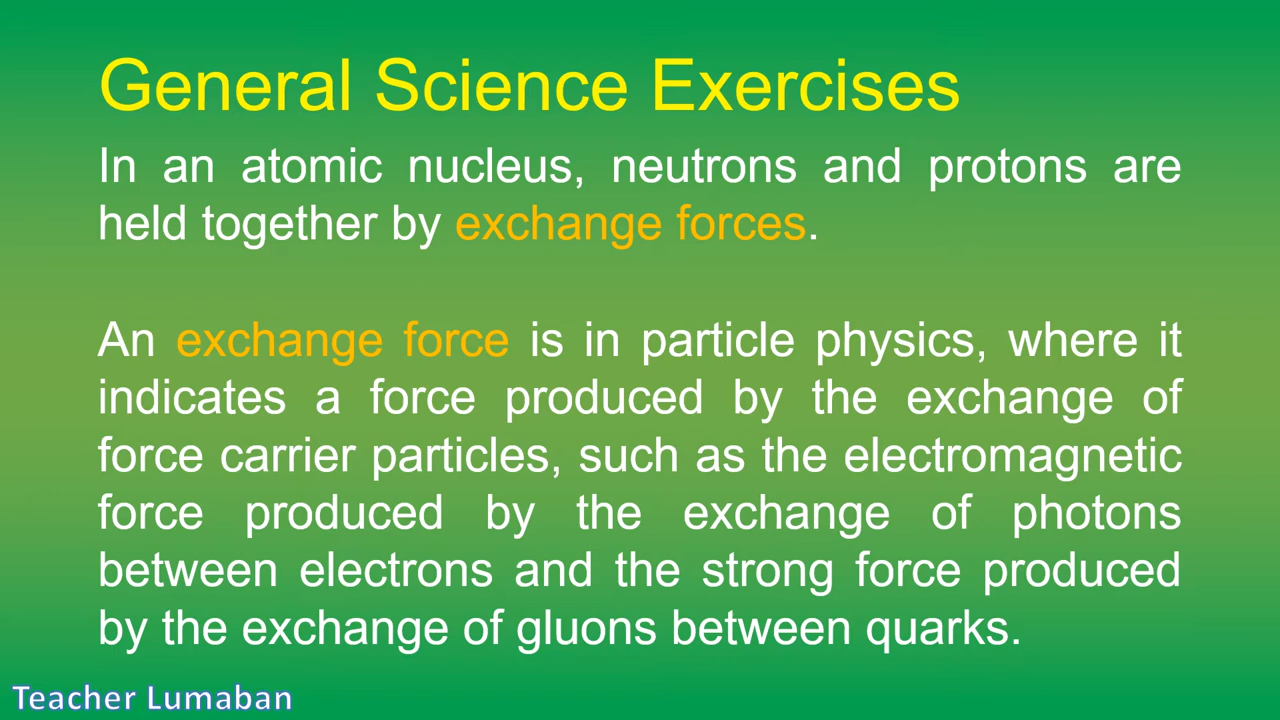 General Science Exercises
In an atomic nucleus, neutrons and protons are
held together by exchange forces.
An exchange force is in particle physics, where it
indicates a force produced by the exchange of
force carrier particles, such as the electromagnetic
force produced by the exchange of photons
between electrons and the strong force produced
by the exchange of gluons between quarks.
Teacher Lumaban